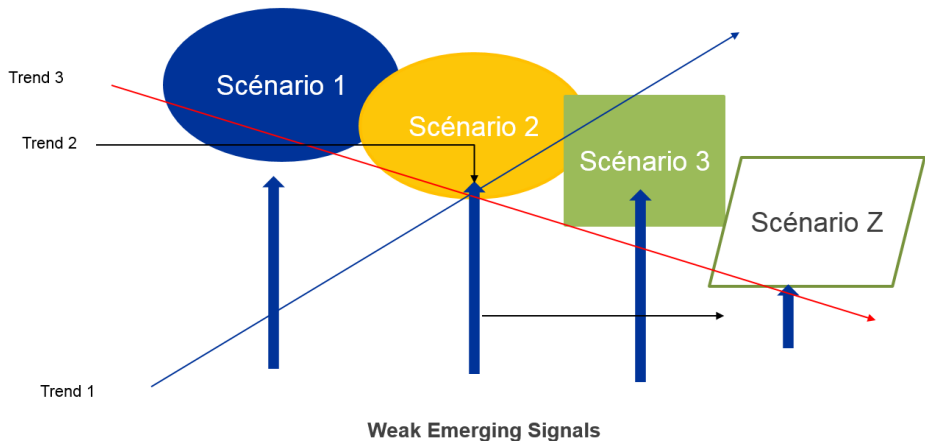 Scénario 1
Trend 3
Scénario 2
Trend 2
Scénario 3
Scénario Z
Trend 1
Weak Emerging Signals